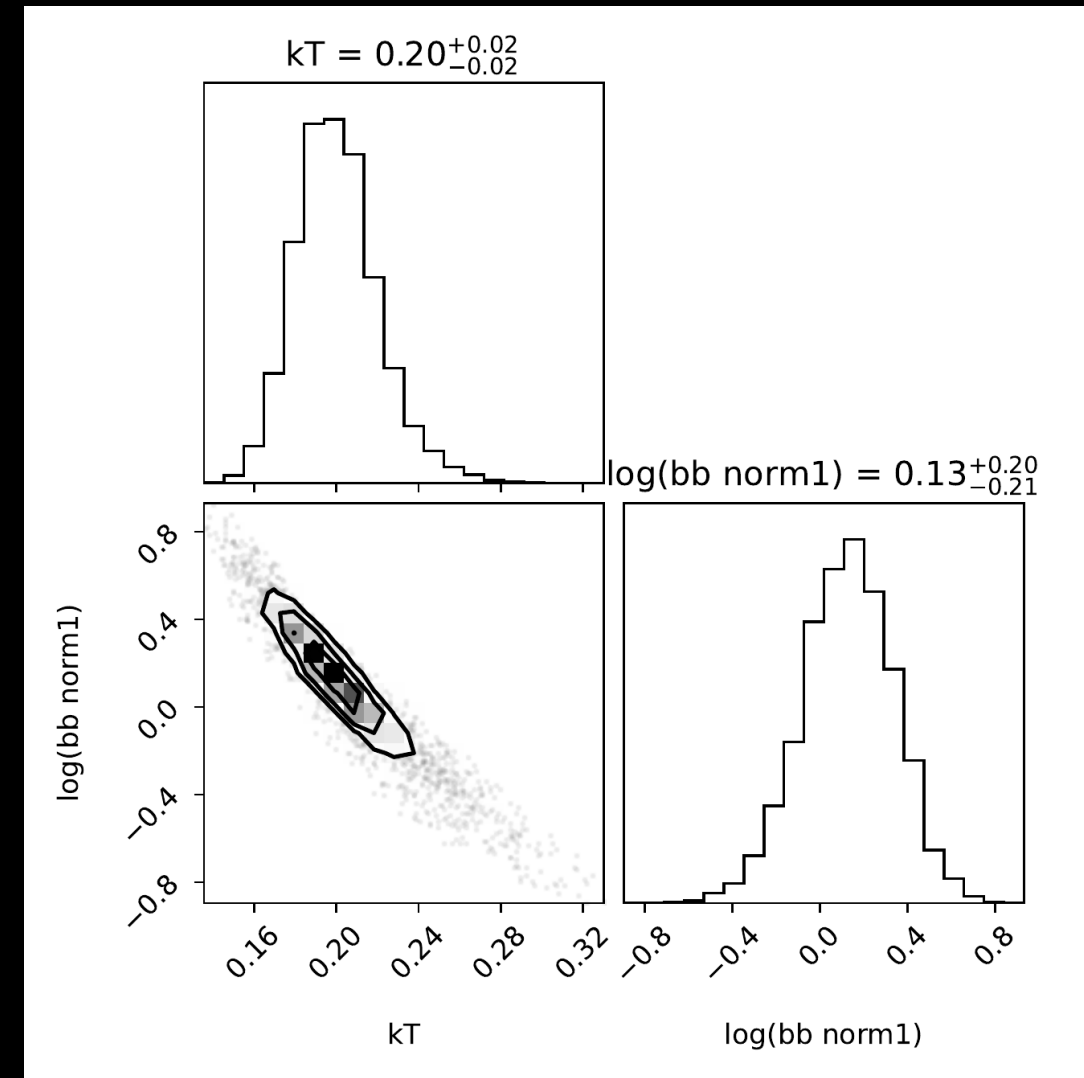 kT = 0.20+0.02 −0.02
log(bb norm1) = 0.13+0.20 −0.21
log(bb norm1)
0.8
0.4
0.0
−0.4
−0.8
0.16 0.20 0.24 0.28 0.32
−0.8 −0.4 0.0 0.4 0.8
kT
log(bb norm1)